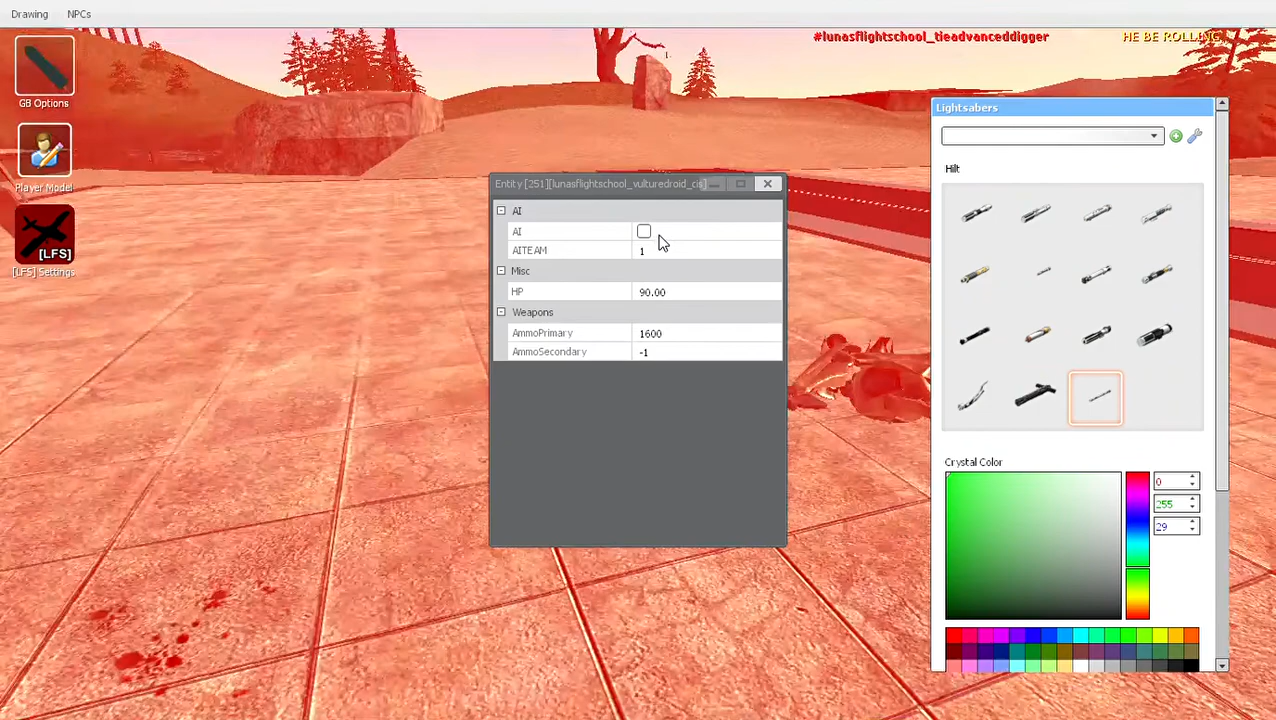 Drawing NPCs
#lunasflightschool_tieadvanceddigger HE BE ROLLING
GB Options
Player Model
[LFS]
[LFS] Settings
Entity [251][lunasflightschool_vulturedroid_cis]
AI
AI
AITEAM 1
Misc
HP 90.00
Weapons
AmmoPrimary 1600
AmmoSecondary -1
Lightsabers
Hilt
Crystal Color
0
255
29